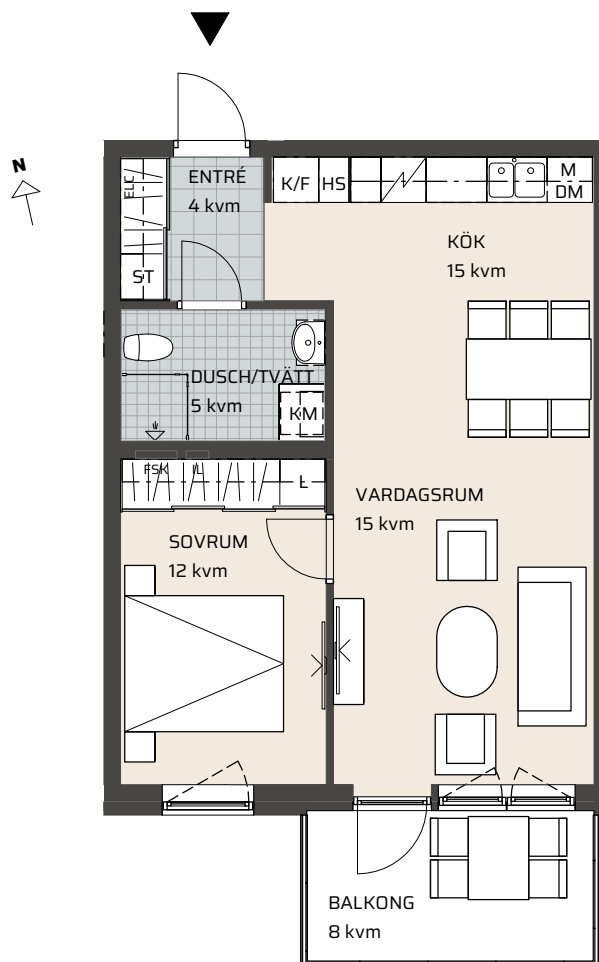 N
ELC
ENTRÉ
4 kvm
K/F
HS
M
DM
ST
KÖK
15 kvm
DUSCH/TVÄTT
5 kvm
KM
FSK
IL
L
VARDAGSRUM
15 kvm
SOVRUM
12 kvm
BALKONG
8 kvm